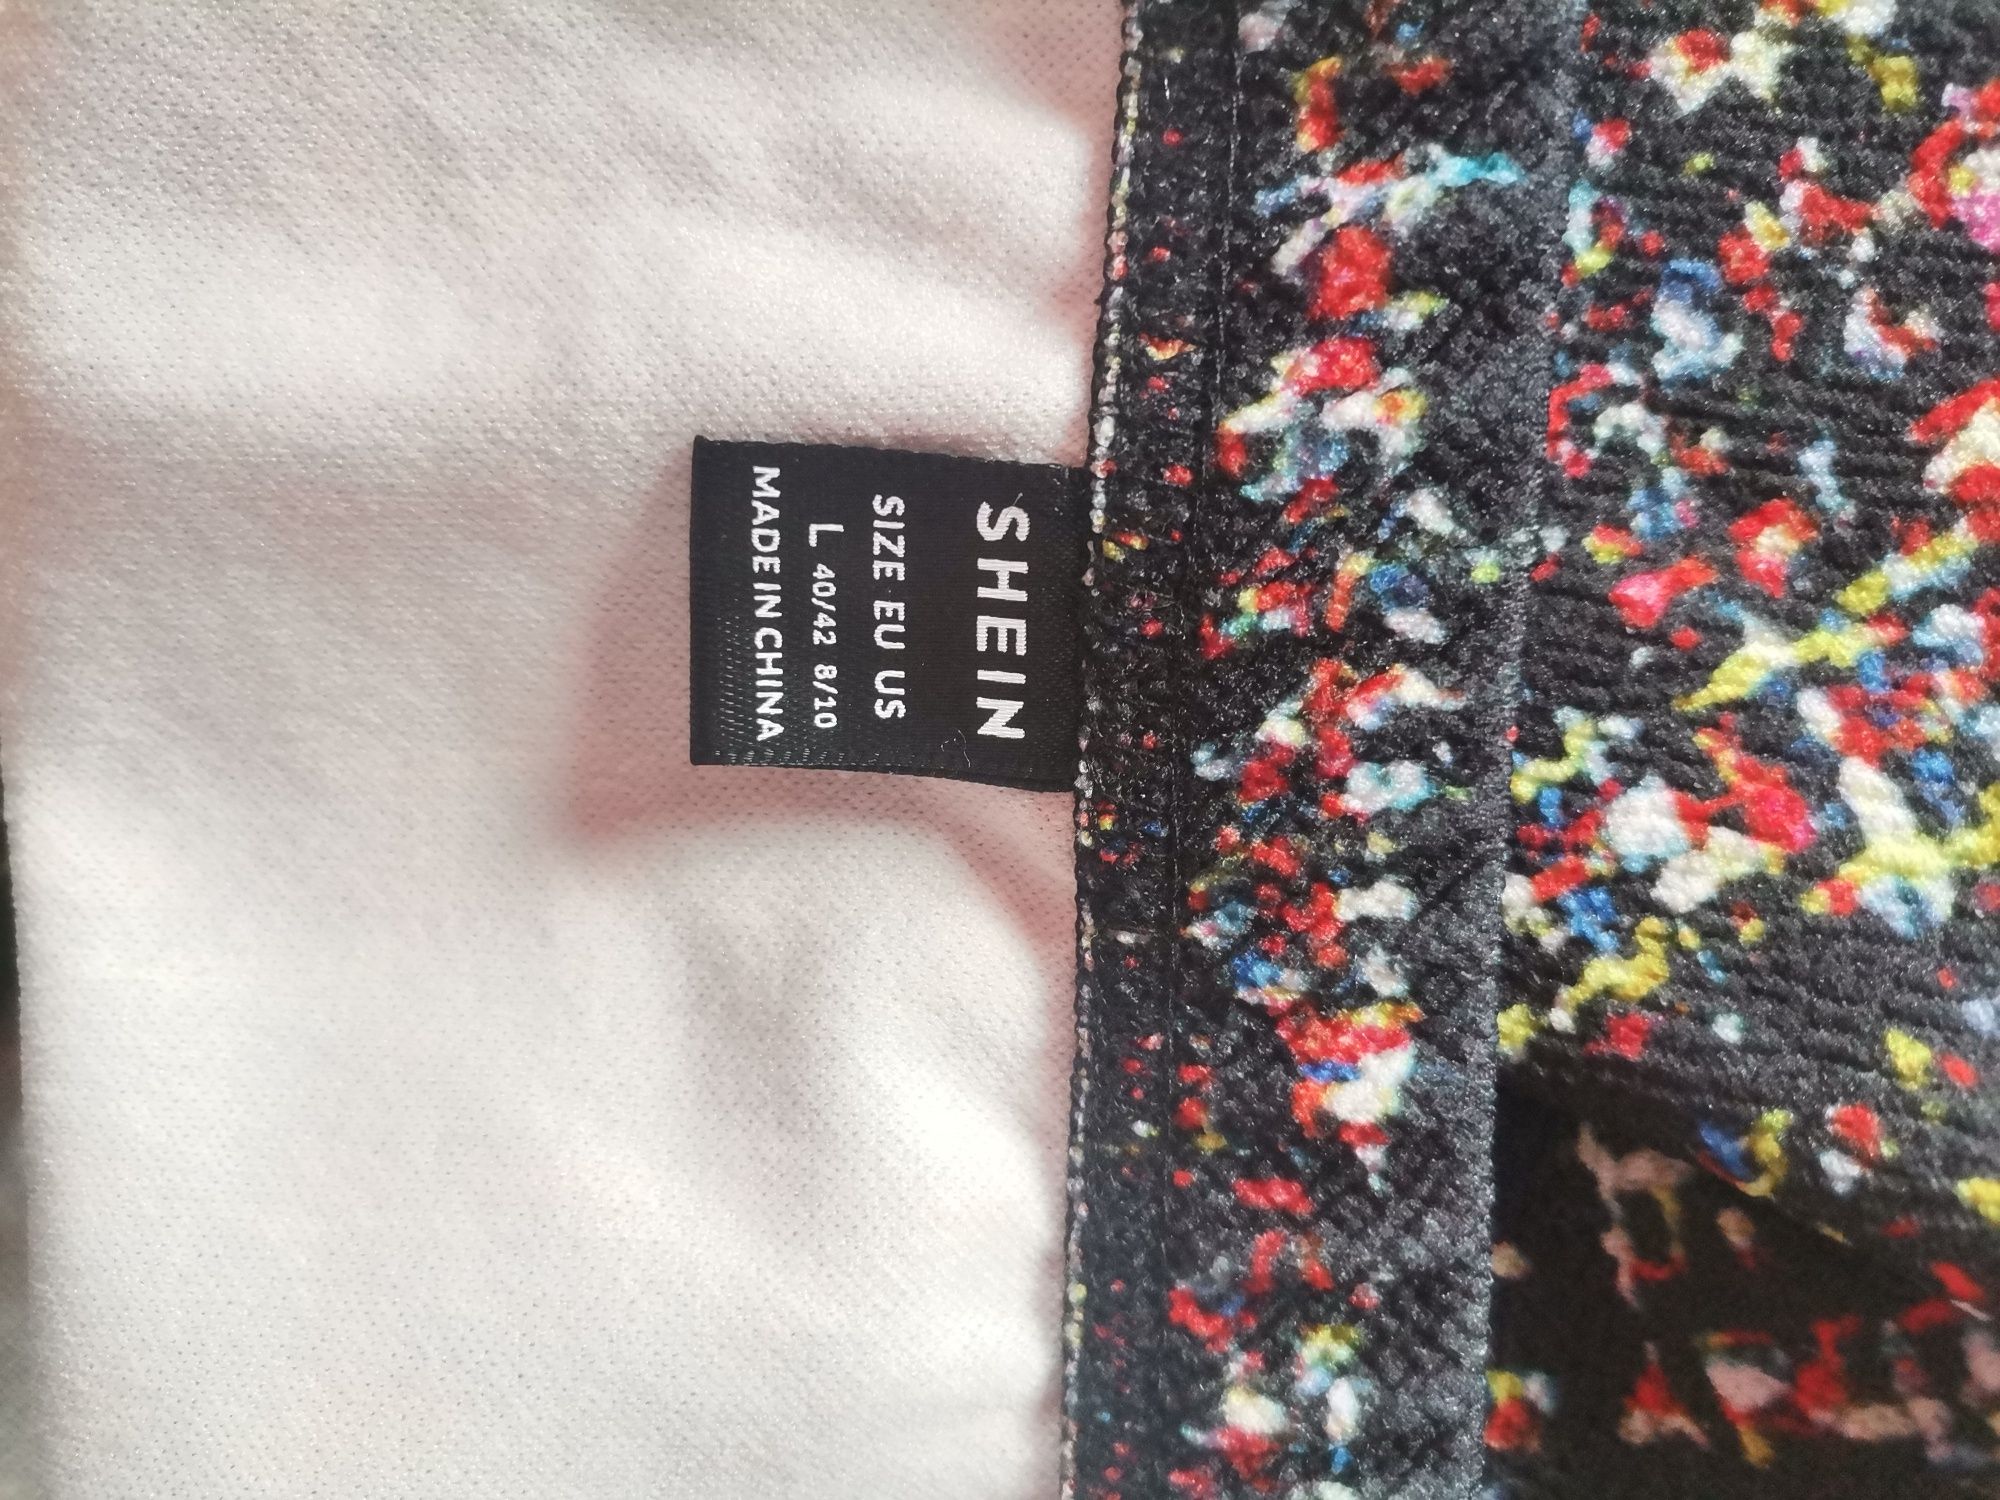 SHEIN
SIZE EU US
L 40/42 8/10
MADE IN CHINA